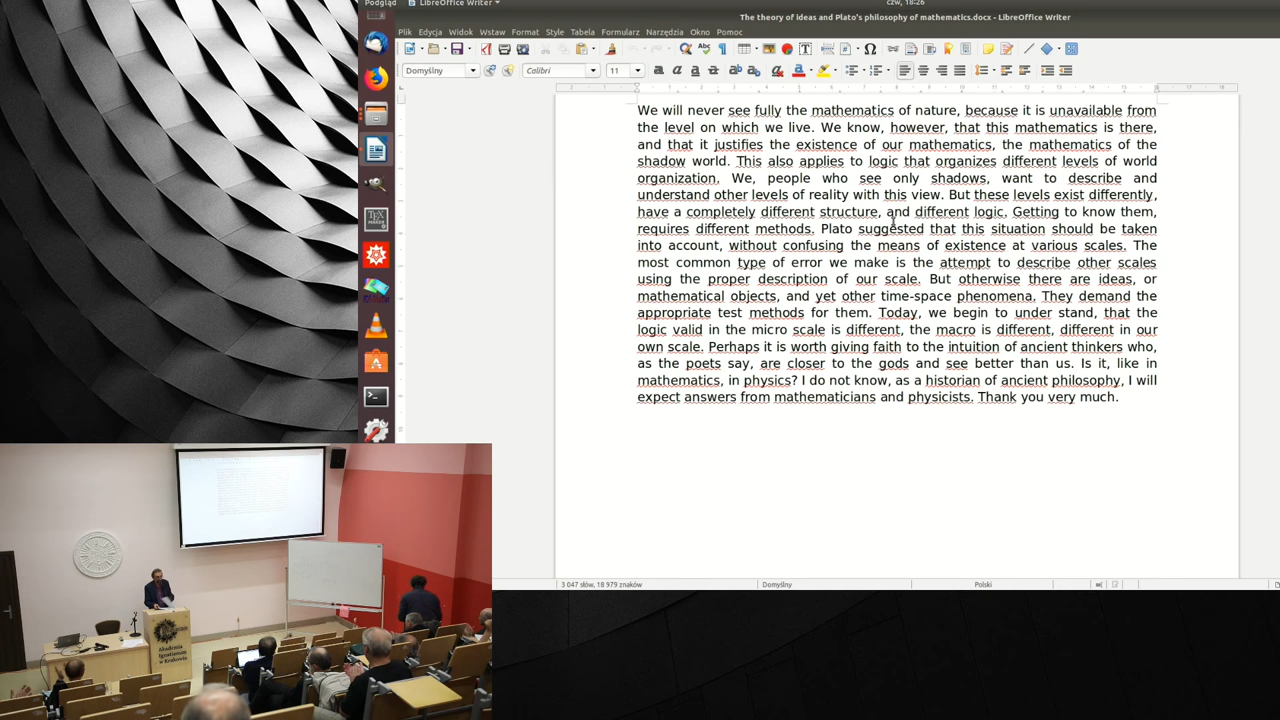 Podgląd
LibreOffice Writer
czw, 18:26
The theory of ideas and Plato's philosophy of mathematics.docx - LibreOffice Writer
Plik Edycja Widok Wstaw Format Style Tabela Formularz Narzędzia Okno Pomoc
Domyślny Calibri 11
We will never see fully the mathematics of nature, because it is unavailable from
the level on which we live. We know, however, that this mathematics is there,
and that it justifies the existence of our mathematics, the mathematics of the
shadow world. This also applies to logic that organizes different levels of world
organization. We, people who see only shadows, want to describe and
understand other levels of reality with this view. But these levels exist differently,
have a completely different structure, and different logic. Getting to know them,
requires different methods. Plato suggested that this situation should be taken
into account, without confusing the means of existence at various scales. The
most common type of error we make is the attempt to describe other scales
using the proper description of our scale. But otherwise there are ideas, or
mathematical objects, and yet other time-space phenomena. They demand the
appropriate test methods for them. Today, we begin to under stand, that the
logic valid in the micro scale is different, the macro is different, different in our
own scale. Perhaps it is worth giving faith to the intuition of ancient thinkers who,
as the poets say, are closer to the gods and see better than us. Is it, like in
mathematics, in physics? I do not know, as a historian of ancient philosophy, I will
expect answers from mathematicians and physicists. Thank you very much.
3 047 słów, 18 979 znaków Domyślny Polski
Akademia
Ignatianum
w Krakowie